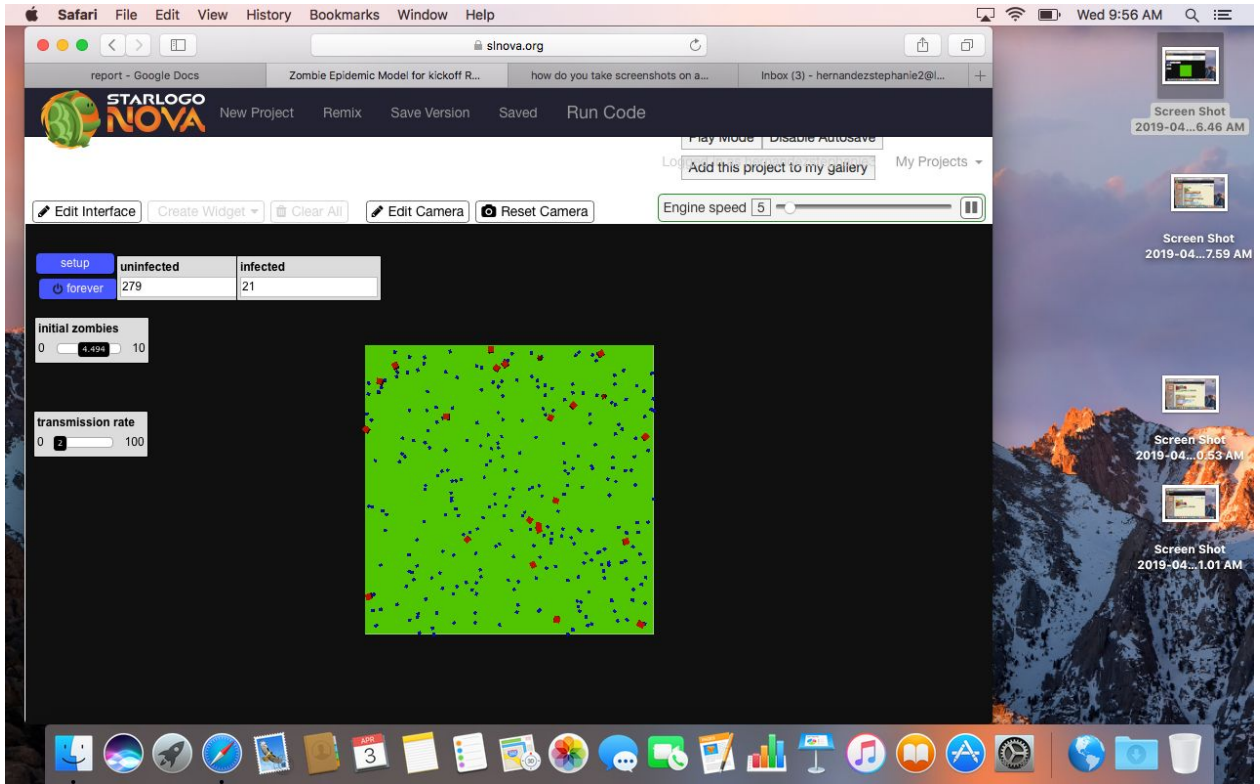 Safari File Edit View History Bookmarks Window Help Wed 9:56 AM
slnova.org
report - Google Docs Zombie Epidemic Model for kickoff R... how do you take screenshots on a... Inbox (3) - hernandezstephanie2@l... +
STARLOGO
NOVA
New Project Remix Save Version Saved Run Code
Play Mode Disable Autosave
Add this project to my gallery My Projects
Edit Interface Create Widget Clear All Edit Camera Reset Camera Engine speed 5
setup uninfected infected
forever 279 21
initial zombies
0 4.494 10
transmission rate
0 2 100
Screen Shot
2019-04...6.46 AM
Screen Shot
2019-04...7.59 AM
Screen Shot
2019-04...0.53 AM
Screen Shot
2019-04...1.01 AM
APR
3